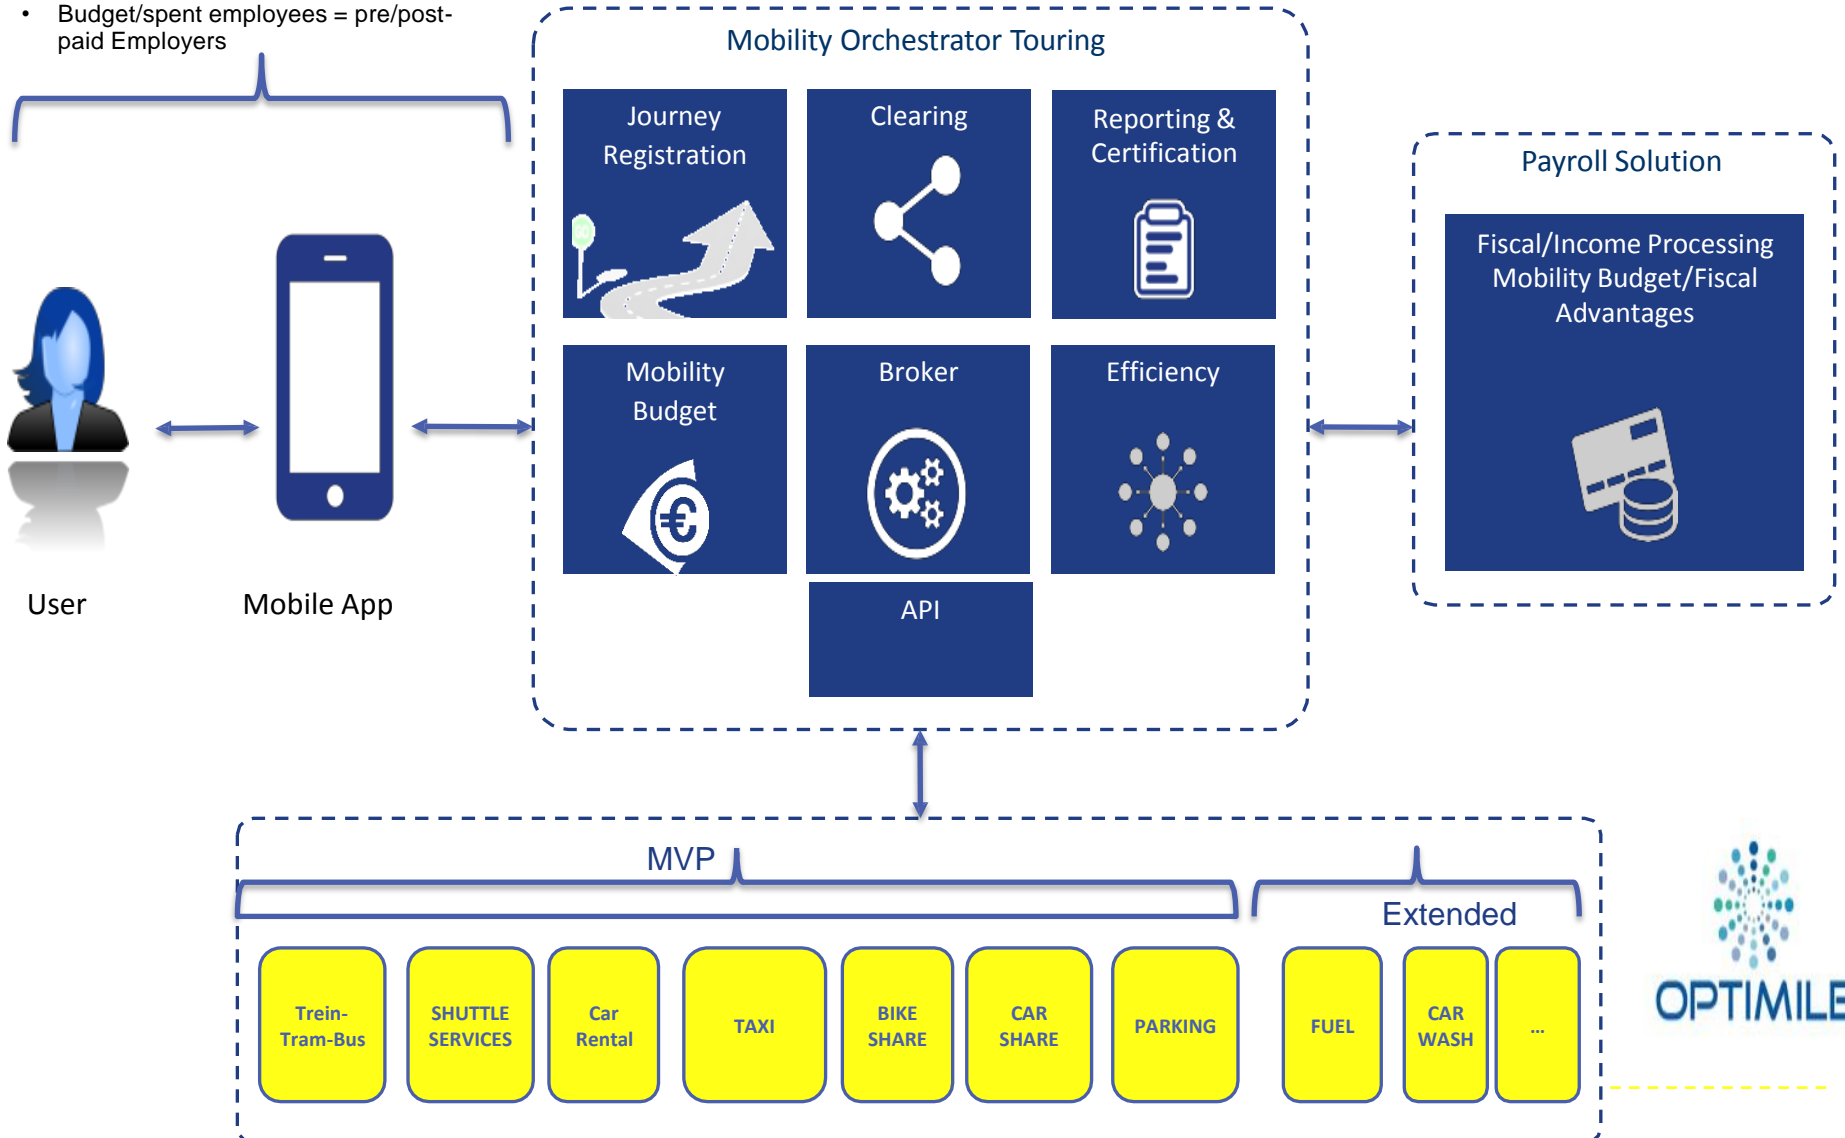 • Budget/spent employees = pre/post-
paid Employers
Mobility Orchestrator Touring
Journey
Registration
GO
Clearing
Reporting &
Certification
Mobility
Budget
€
Broker
Efficiency
API
Payroll Solution
Fiscal/Income Processing
Mobility Budget/Fiscal
Advantages
User
Mobile App
MVP
Extended
Trein-
Tram-Bus
SHUTTLE
SERVICES
Car
Rental
TAXI
BIKE
SHARE
CAR
SHARE
PARKING
FUEL
CAR
WASH
...
OPTIMILE